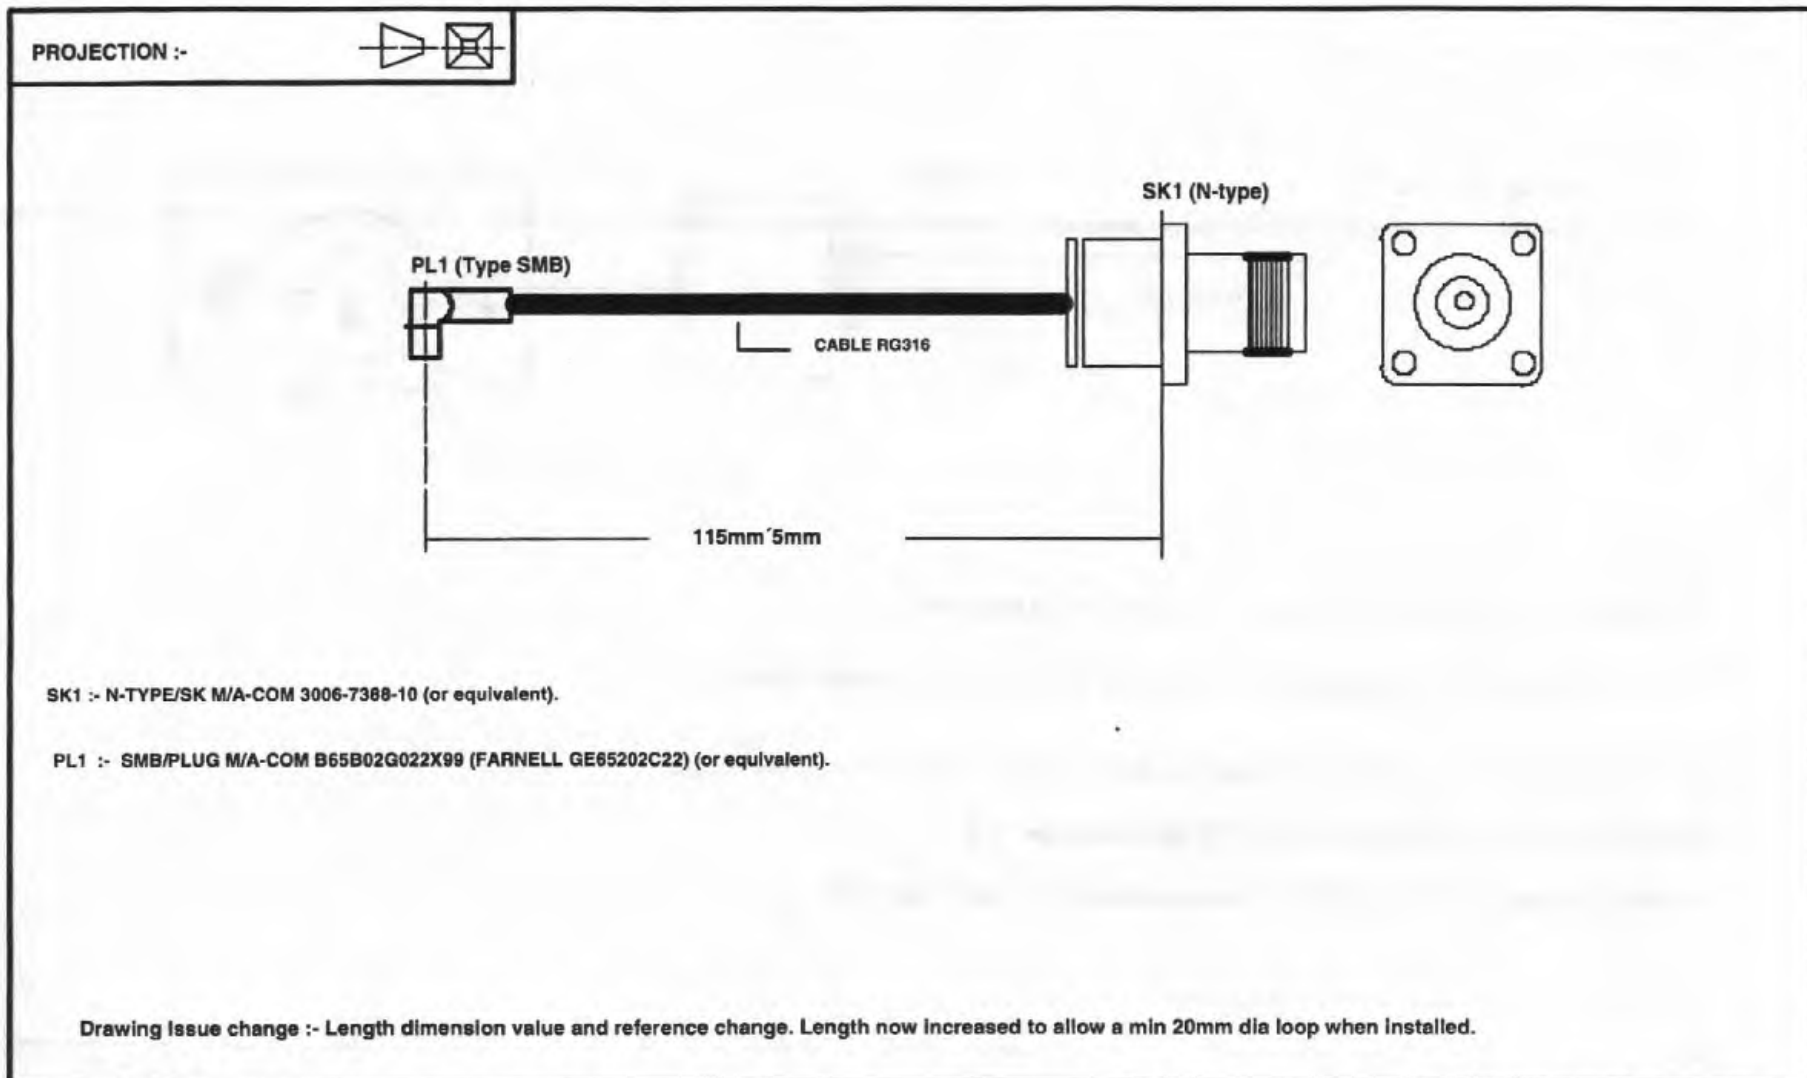 PROJECTION :-
SK1 (N-type)
PL1 (Type SMB)
CABLE RG316
115mm´5mm
SK1 :- N-TYPE/SK M/A-COM 3006-7368-10 (or equivalent).
PL1 :- SMB/PLUG M/A-COM B65B02G022X99 (FARNELL GE65202C22) (or equivalent).
Drawing Issue change :- Length dimension value and reference change. Length now increased to allow a min 20mm dia loop when installed.